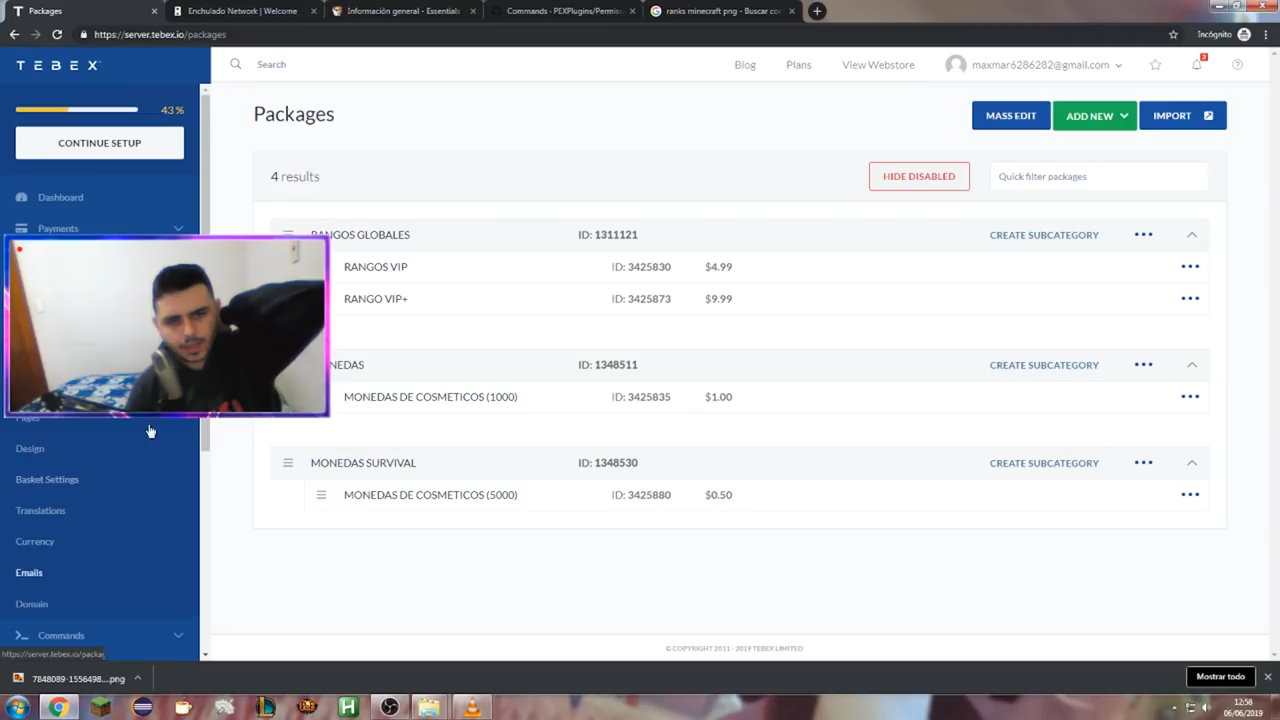 Packages
Enchulado Network | Welcome
Información general - Essentials
Commands - PEXPlugins/Permiss
ranks minecraft png - Buscar con
https://server.tebex.io/packages
Incógnito
TEBEX
Search
Blog
Plans
View Webstore
maxmar6286282@gmail.com
3
43 %
CONTINUE SETUP
Dashboard
Payments
Pages
Design
Basket Settings
Translations
Currency
Emails
Domain
Commands
Packages
MASS EDIT
ADD NEW
IMPORT
4 results
HIDE DISABLED
Quick filter packages
RANGOS GLOBALES ID: 1311121 CREATE SUBCATEGORY
RANGOS VIP ID: 3425830 $4.99
RANGO VIP+ ID: 3425873 $9.99
NEDAS ID: 1348511 CREATE SUBCATEGORY
MONEDAS DE COSMETICOS (1000) ID: 3425835 $1.00
MONEDAS SURVIVAL ID: 1348530 CREATE SUBCATEGORY
MONEDAS DE COSMETICOS (5000) ID: 3425880 $0.50
© COPYRIGHT 2011 - 2019 TEBEX LIMITED
https://server.tebex.io/packag
7848089-1556498....png
Mostrar todo
12:58
06/06/2019